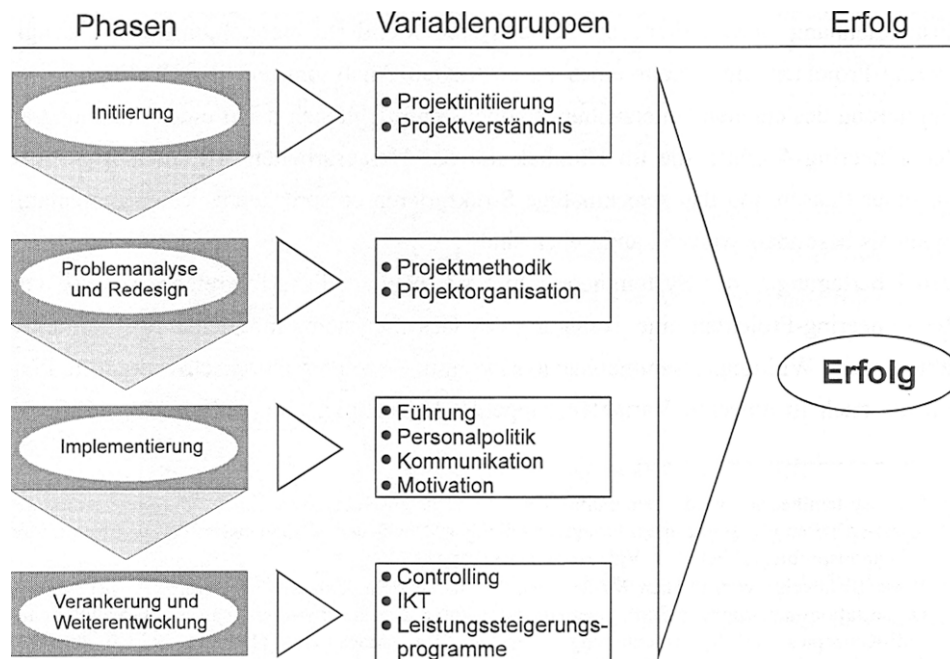 Phasen
Variablengruppen
Erfolg
Initiierung
• Projektinitiierung
• Projektverständnis
Problemanalyse
und Redesign
• Projektmethodik
• Projektorganisation
Erfolg
Implementierung
• Führung
• Personalpolitik
• Kommunikation
• Motivation
Verankerung und
Weiterentwicklung
• Controlling
• IKT
• Leistungssteigerungs-
programme